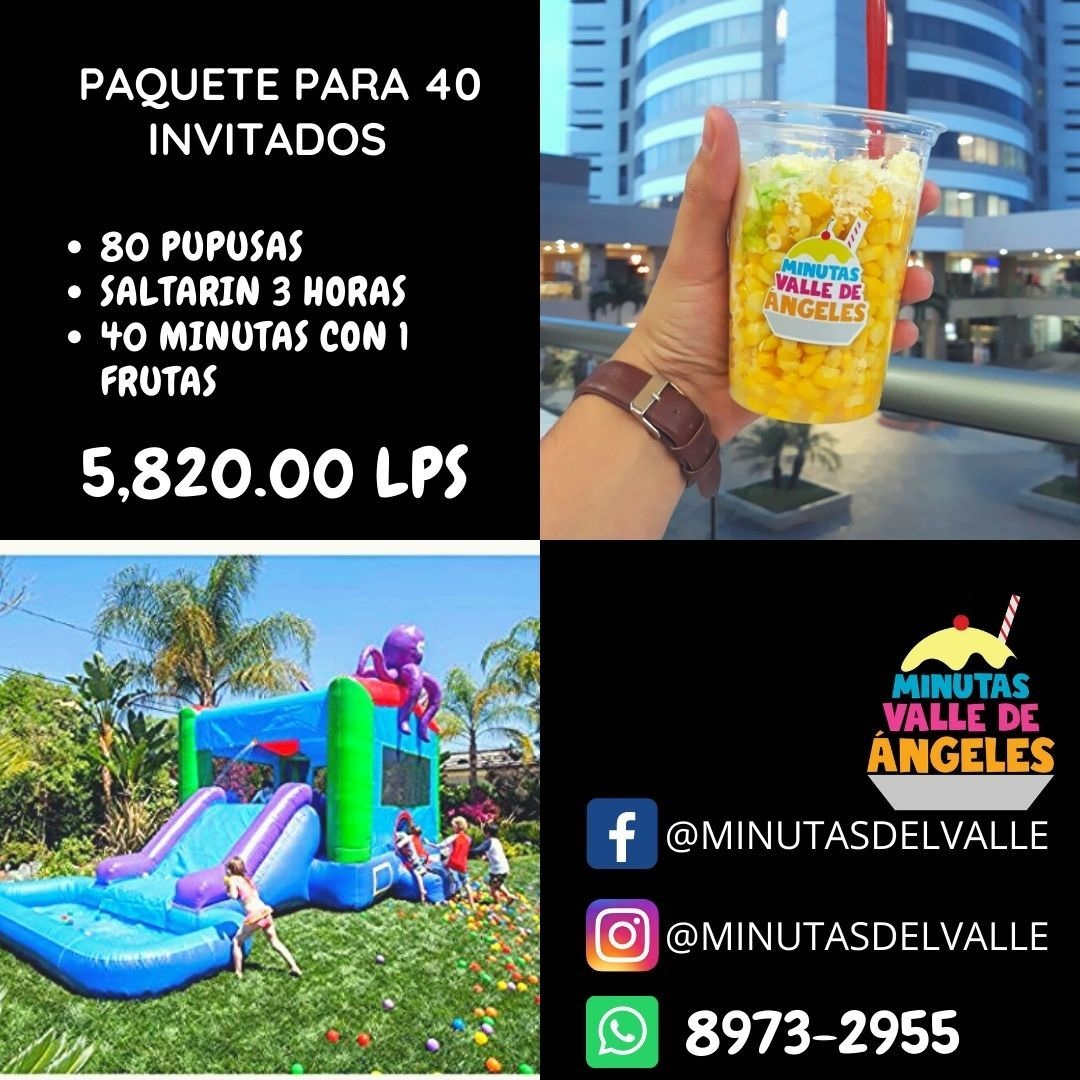 PAQUETE PARA 40
INVITADOS
• 80 PUPUSAS
• SALTARIN 3 HORAS
• 40 MINUTAS CON 1
FRUTAS
5,820.00 LPS
MINUTAS
VALLE DE
ÁNGELES
MINUTAS
VALLE DE
ÁNGELES
@MINUTASDELVALLE
@MINUTASDELVALLE
8973-2955